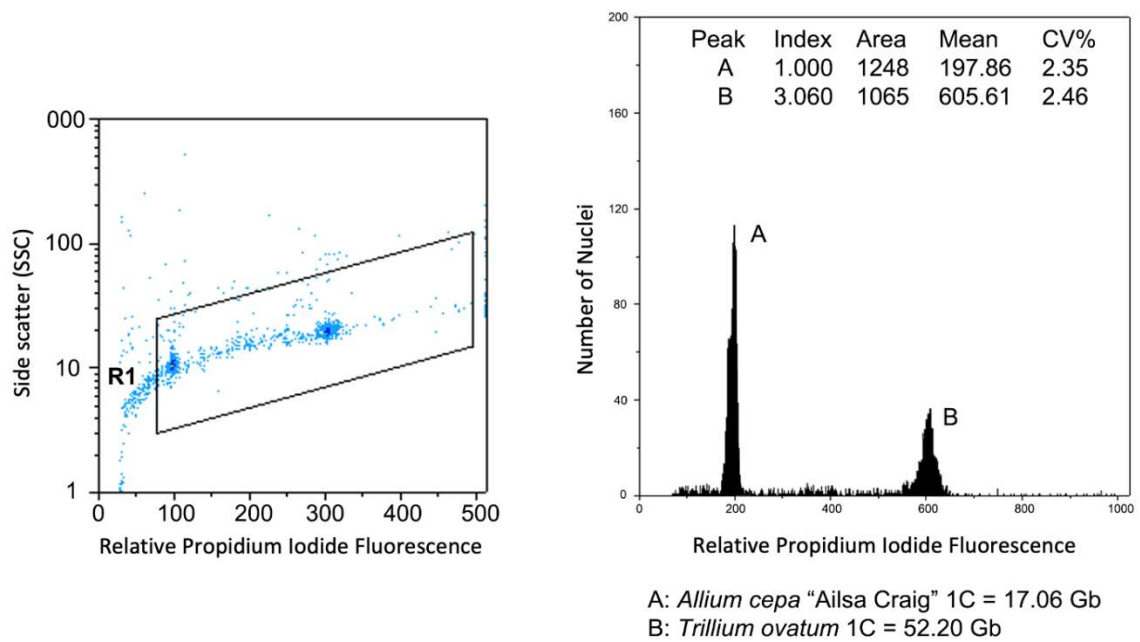 000
100
10
1
Side scatter (SSC)
R1
0 100 200 300 400 500
Relative Propidium Iodide Fluorescence
200
160
120
80
40
0
Number of Nuclei
Peak Index Area Mean CV%
A 1.000 1248 197.86 2.35
B 3.060 1065 605.61 2.46
A
B
0 200 400 600 800 1000
Relative Propidium Iodide Fluorescence
A: Allium cepa “Ailsa Craig” 1C = 17.06 Gb
B: Trillium ovatum 1C = 52.20 Gb